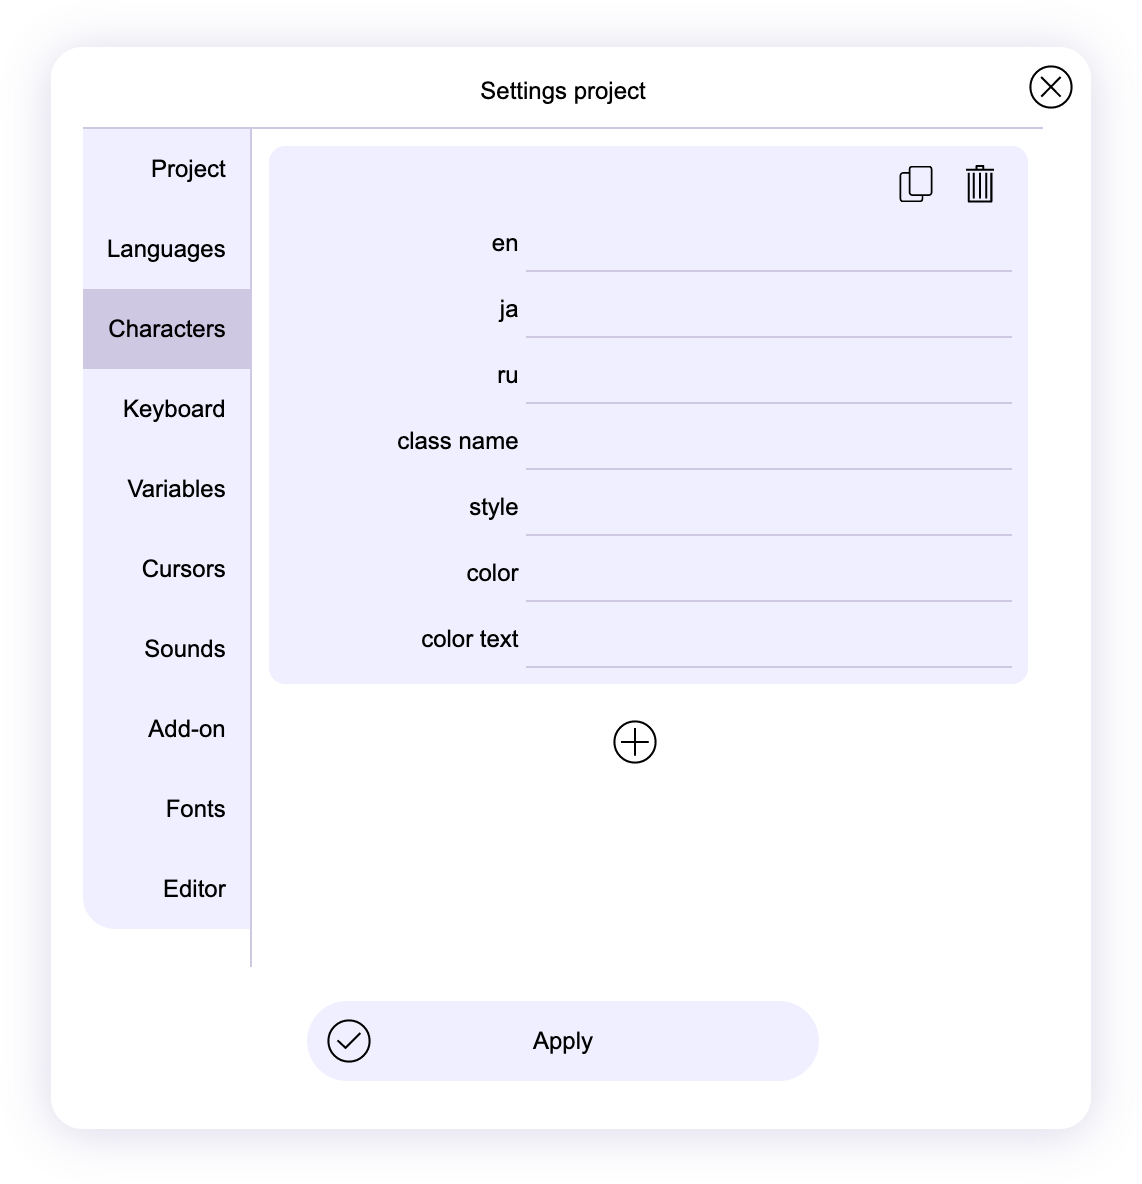 Settings project
Project
Languages
Characters
Keyboard
Variables
Cursors
Sounds
Add-on
Fonts
Editor
en
ja
ru
class name
style
color
color text
Apply